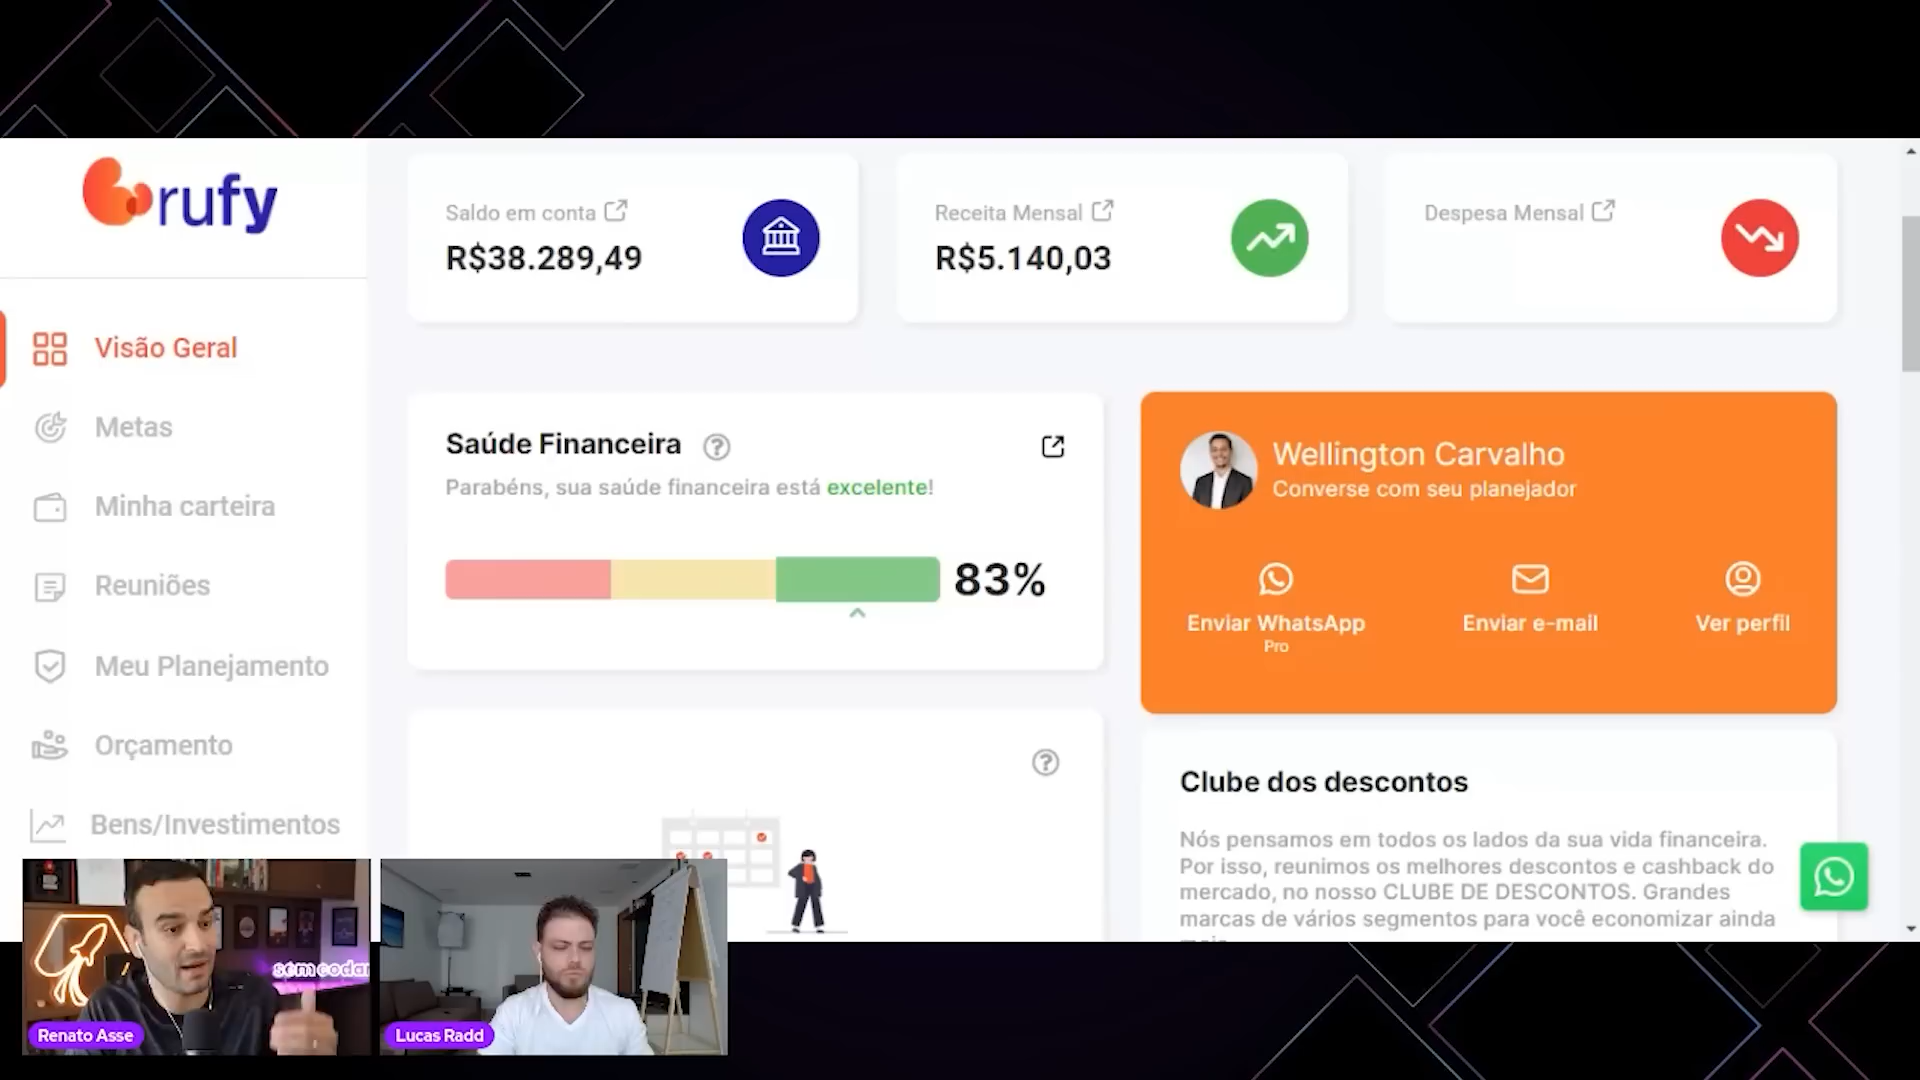 rufy
Saldo em conta
R$38.289,49
Receita Mensal
R$5.140,03
Despesa Mensal
Visão Geral
Metas
Minha carteira
Reuniões
Meu Planejamento
Orçamento
Bens/Investimentos
Saúde Financeira ?
Parabéns, sua saúde financeira está excelente!
83%
?
Wellington Carvalho
Converse com seu planejador
Enviar WhatsApp
Pro
Enviar e-mail
Ver perfil
Clube dos descontos
Nós pensamos em todos os lados da sua vida financeira.
Por isso, reunimos os melhores descontos e cashback do
mercado, no nosso CLUBE DE DESCONTOS. Grandes
marcas de vários segmentos para você economizar ainda
Renato Asse
Lucas Radd